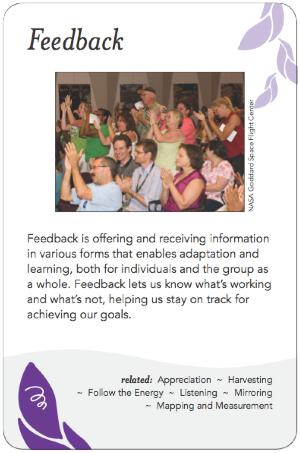 Feedback
NASA Goddard Space Flight Center
Feedback is offering and receiving information
in various forms that enables adaptation and
learning, both for individuals and the group as
a whole. Feedback lets us know what's working
and what's not, helping us stay on track for
achieving our goals.
related: Appreciation ~ Harvesting
~ Follow the Energy ~ Listening ~ Mirroring
~ Mapping and Measurement